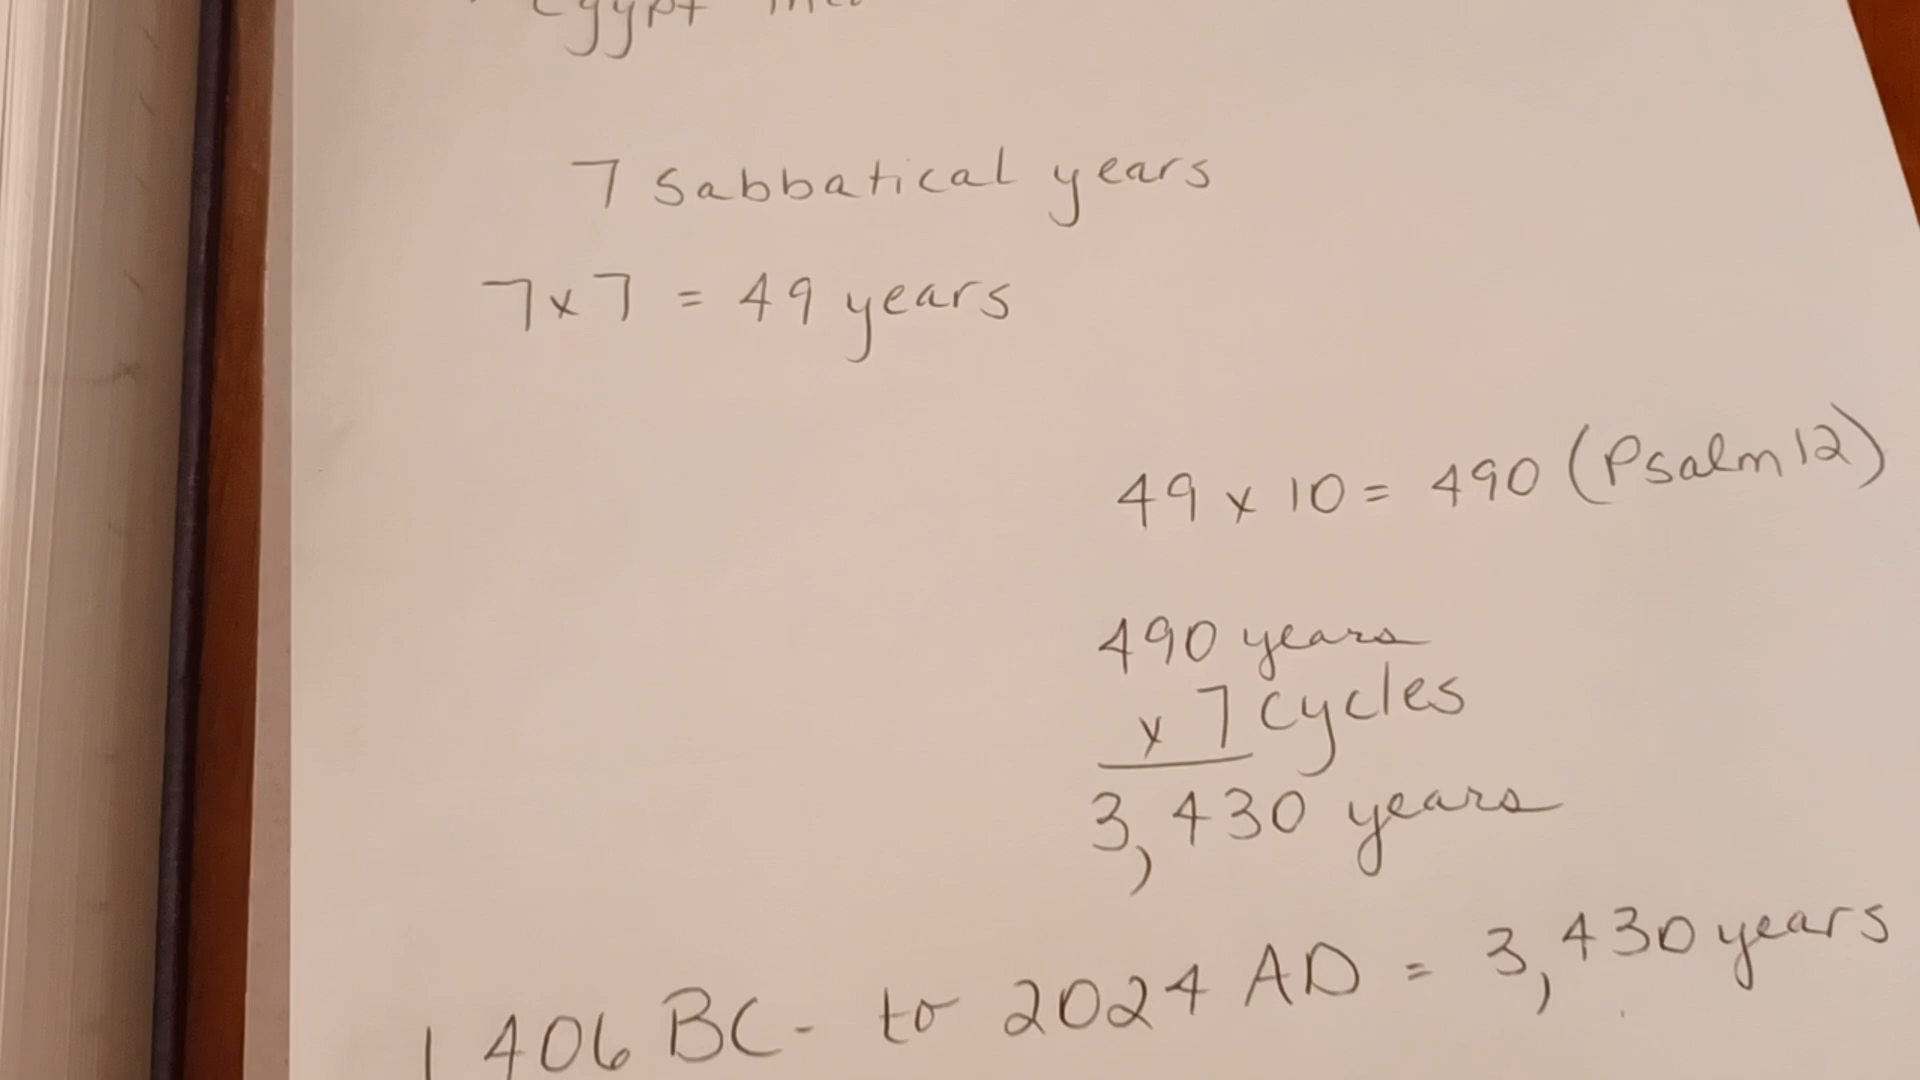 Egypt
7 Sabbatical years
7x7 = 49 years
49 x 10 = 490 (Psalm 12)
490 years
x 7 cycles
3,430 years
1406 BC - to 2024 AD = 3,430 years